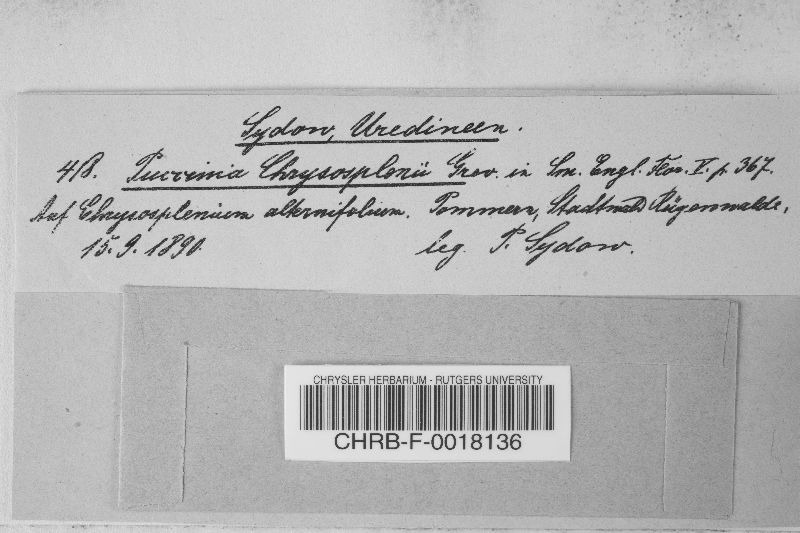 Sydow, Uredineen.
418. Puccinia Chrysosplenii Grev. in Sm. Engl. Flor. V. p. 367.
Auf Chrysosplenium alternifolium. Pommern, Stadtwald Rügenwalde,
15. 9. 1890. leg. P. Sydow.
CHRYSLER HERBARIUM - RUTGERS UNIVERSITY
CHRB-F-0018136